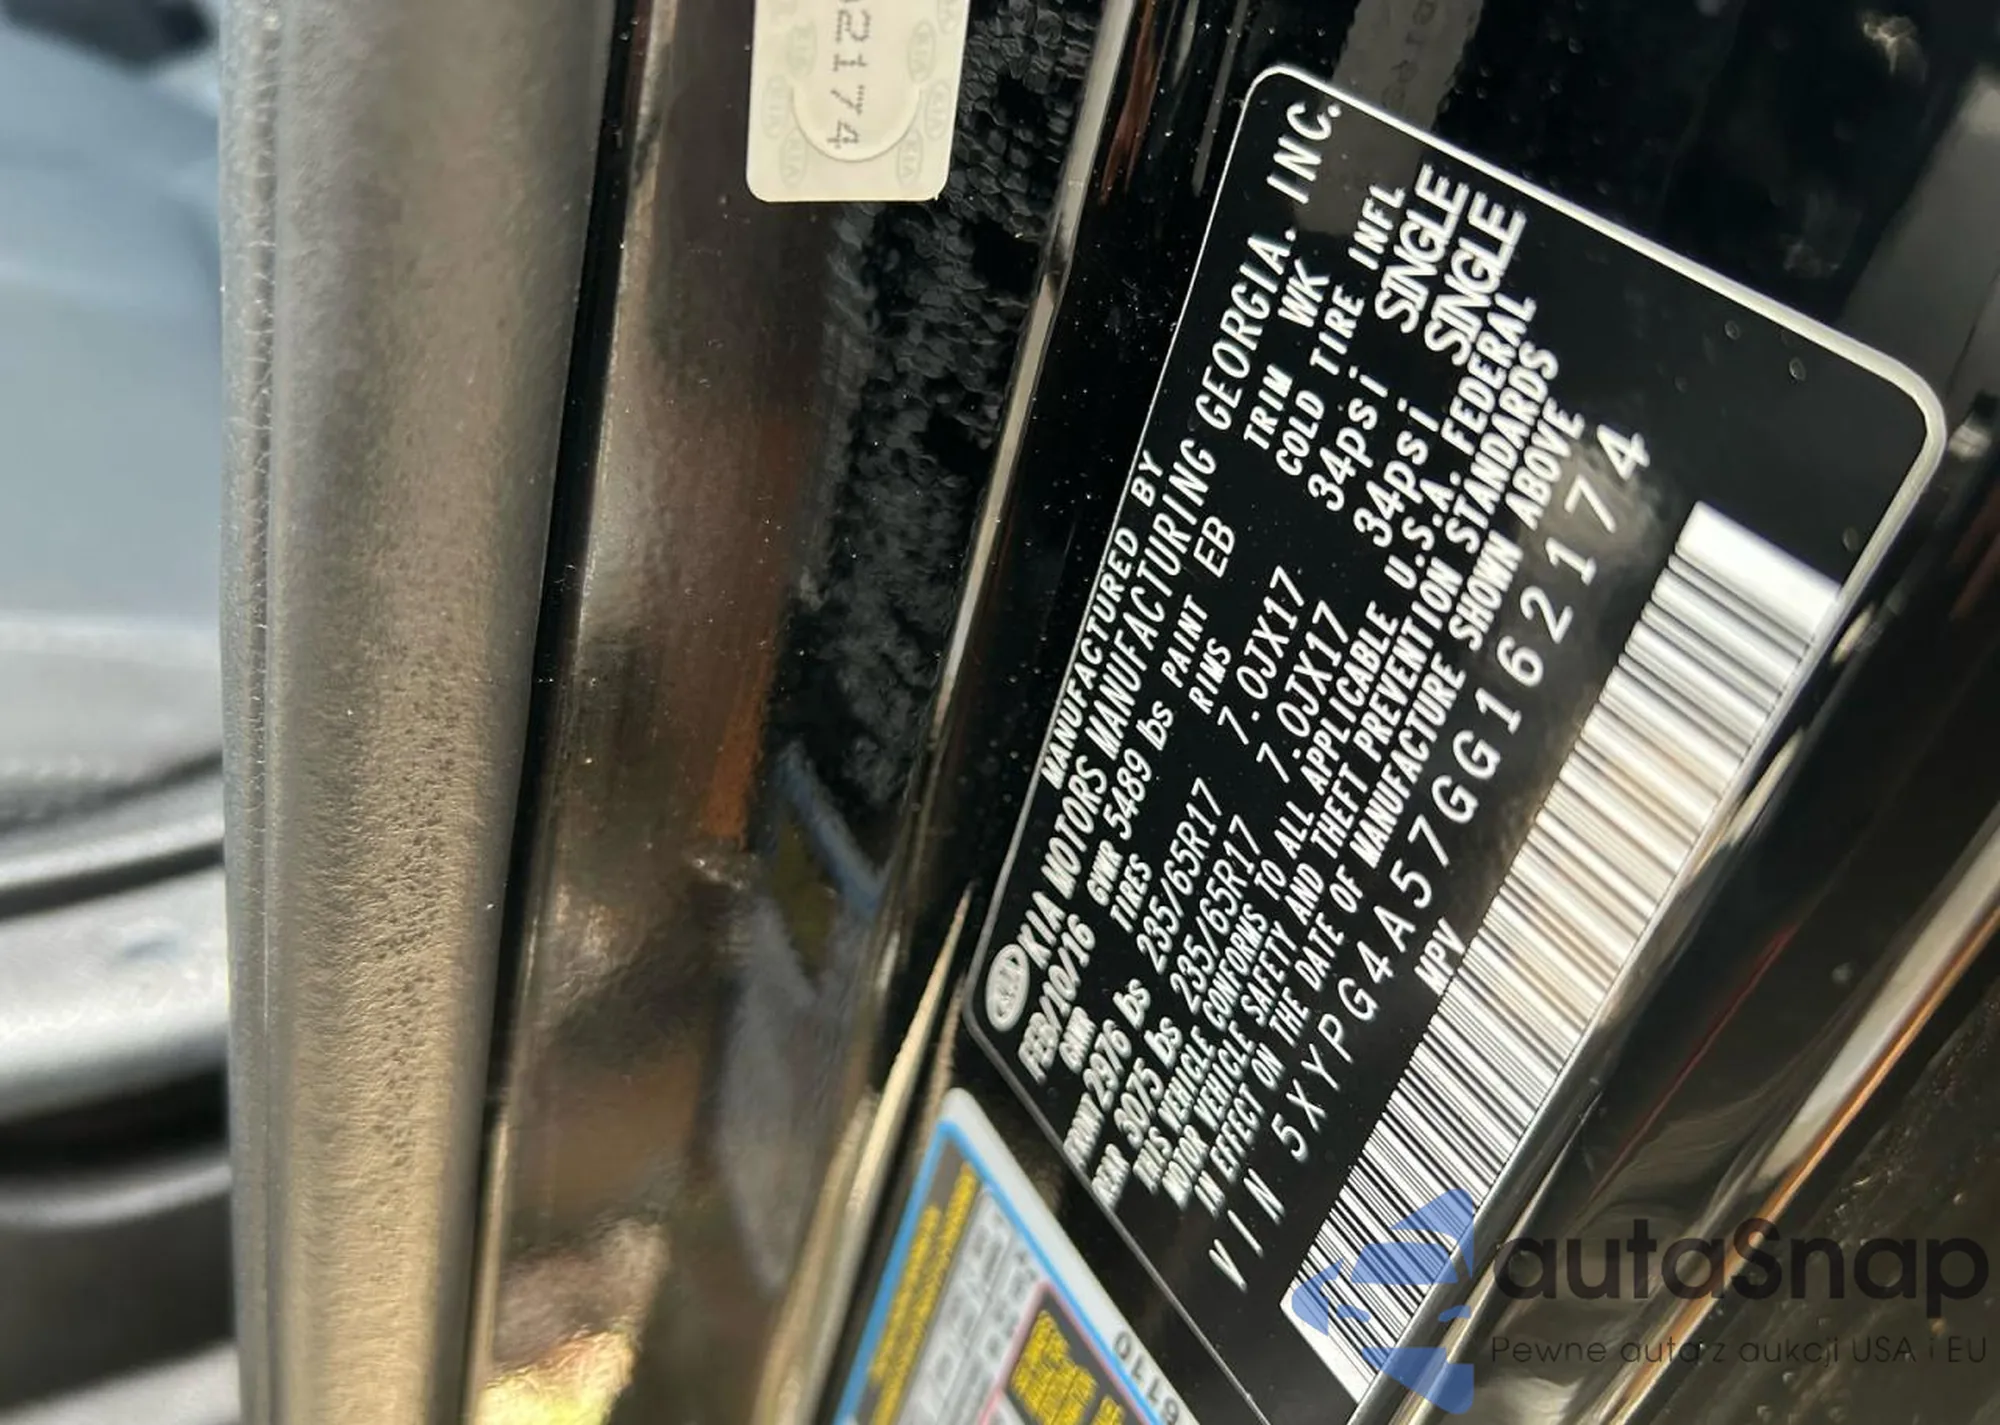 2174
KIA
MANUFACTURED BY
KIA MOTORS MANUFACTURING GEORGIA. INC.
FEB/10/16 GVWR 5489 lbs PAINT EB TRIM WK
GAWR TIRES RIMS COLD TIRE INFL
FRONT 2976 lbs 235/65R17 7.0JX17 34psi SINGLE
REAR 3075 lbs 235/65R17 7.0JX17 34psi SINGLE
THIS VEHICLE CONFORMS TO ALL APPLICABLE U.S.A. FEDERAL
MOTOR VEHICLE SAFETY AND THEFT PREVENTION STANDARDS
IN EFFECT ON THE DATE OF MANUFACTURE SHOWN ABOVE
VIN 5XYPG4A57GG162174
MPV
0119
autaSnap
Pewne auta z aukcji USA i EU